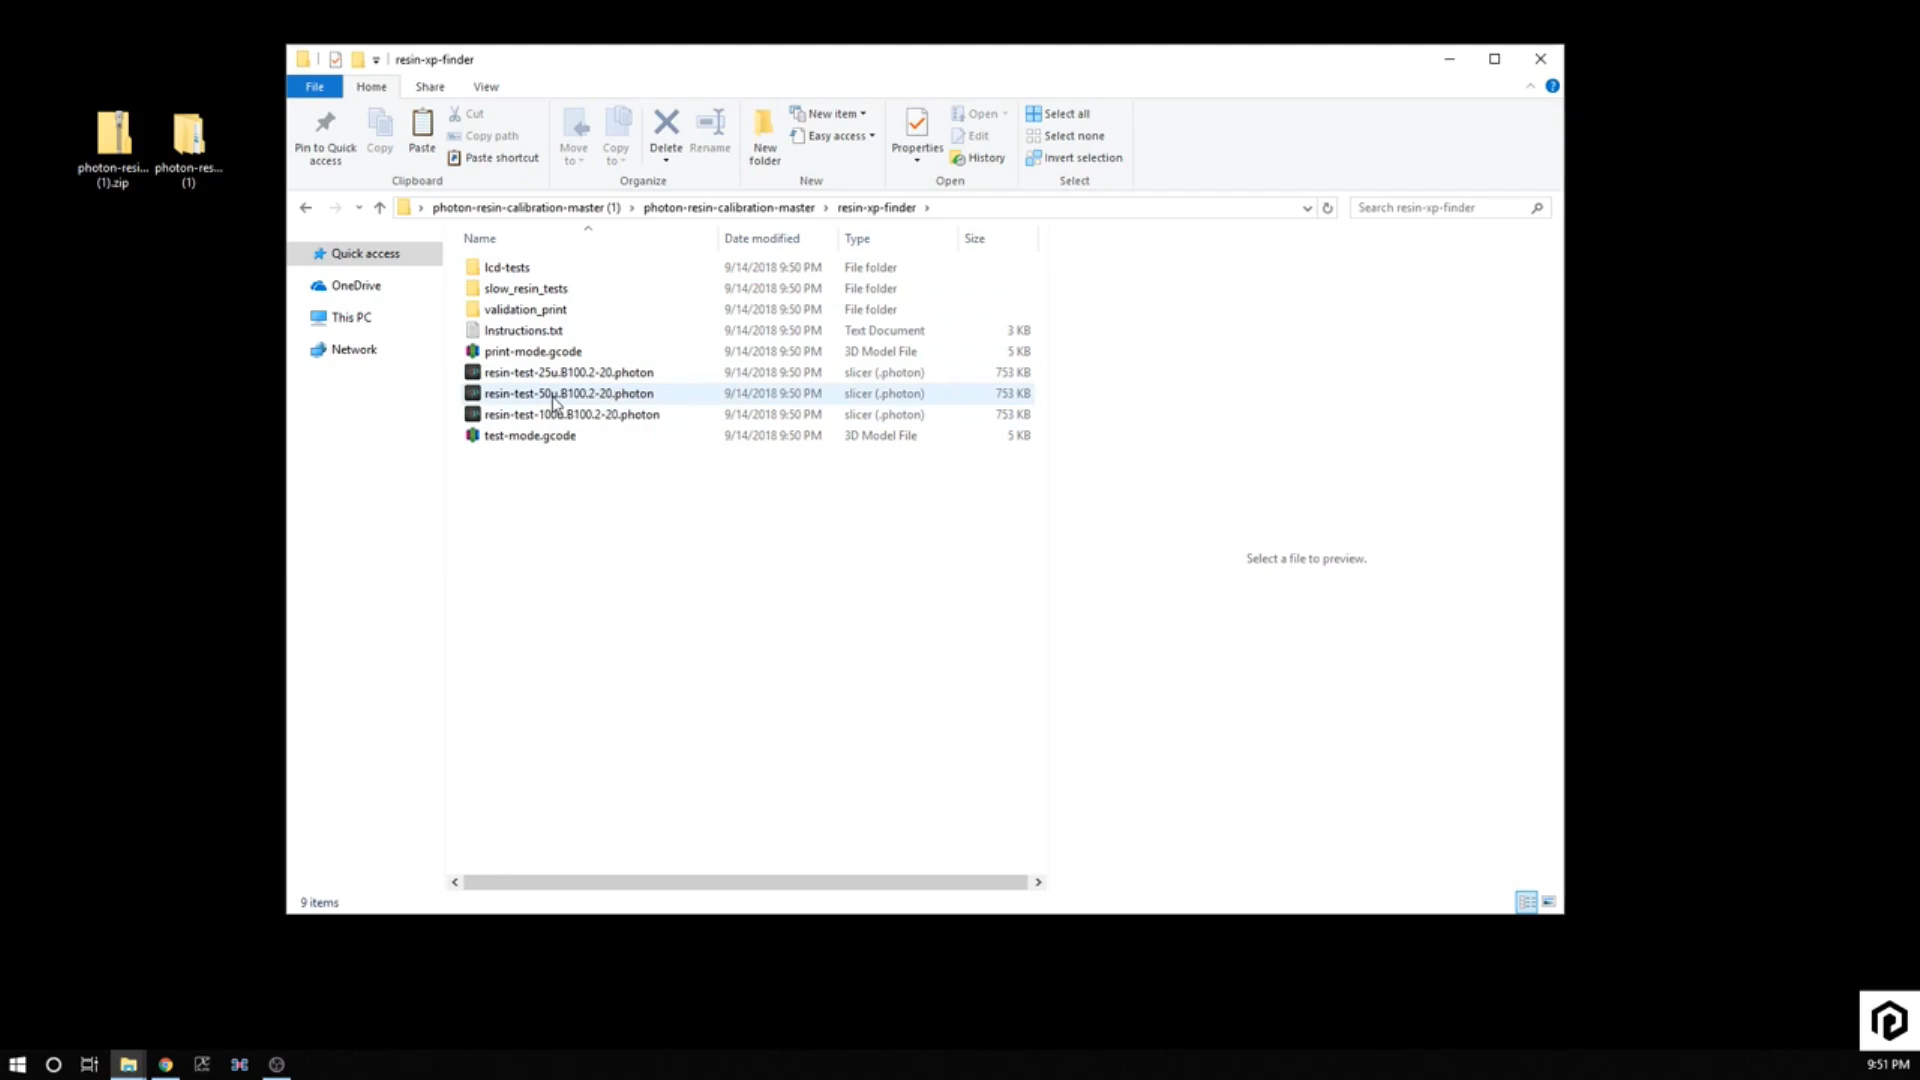 resin-xp-finder
File Home Share View
Pin to Quick access
Copy
Paste
Cut
Copy path
Paste shortcut
Clipboard
Move to
Copy to
Delete
Rename
Organize
New folder
New item
Easy access
New
Properties
Open
Edit
History
Open
Select all
Select none
Invert selection
Select
photon-resi... (1).zip
photon-res... (1)
photon-resin-calibration-master (1) › photon-resin-calibration-master › resin-xp-finder ›
Search resin-xp-finder
Quick access
OneDrive
This PC
Network
Name Date modified Type Size
lcd-tests 9/14/2018 9:50 PM File folder
slow_resin_tests 9/14/2018 9:50 PM File folder
validation_print 9/14/2018 9:50 PM File folder
Instructions.txt 9/14/2018 9:50 PM Text Document 3 KB
print-mode.gcode 9/14/2018 9:50 PM 3D Model File 5 KB
resin-test-25u.B100.2-20.photon 9/14/2018 9:50 PM slicer (.photon) 753 KB
resin-test-50u.B100.2-20.photon 9/14/2018 9:50 PM slicer (.photon) 753 KB
resin-test-100u.B100.2-20.photon 9/14/2018 9:50 PM slicer (.photon) 753 KB
test-mode.gcode 9/14/2018 9:50 PM 3D Model File 5 KB
Select a file to preview.
9 items
9:51 PM